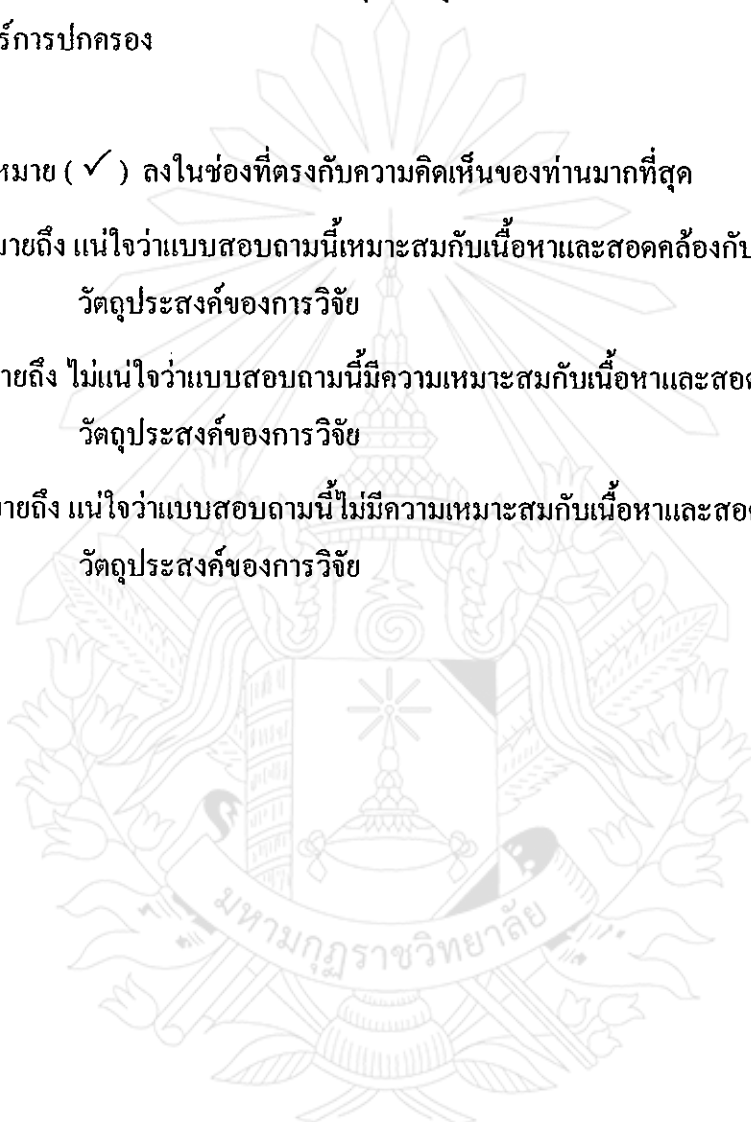 ร์การปกครอง
หมาย ( ✓ ) ลงในช่องที่ตรงกับความคิดเห็นของท่านมากที่สุด
มายถึง แน่ใจว่าแบบสอบถามนี้เหมาะสมกับเนื้อหาและสอดคล้องกับ
วัตถุประสงค์ของการวิจัย
ายถึง ไม่แน่ใจว่าแบบสอบถามนี้มีความเหมาะสมกับเนื้อหาและสอด
วัตถุประสงค์ของการวิจัย
ายถึง แน่ใจว่าแบบสอบถามนี้ไม่มีความเหมาะสมกับเนื้อหาและสอด
วัตถุประสงค์ของการวิจัย
มหามกุฏราชวิทยาลัย